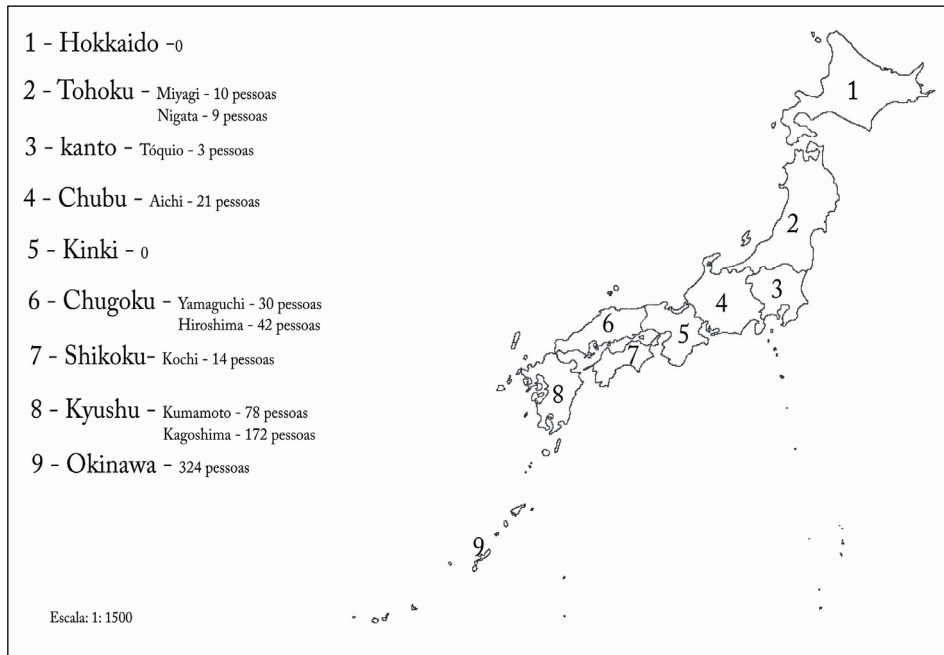 1 - Hokkaido -0
2 - Tohoku - Miyagi - 10 pessoas
Nigata - 9 pessoas
3 - kanto - Tóquio - 3 pessoas
4 - Chubu - Aichi - 21 pessoas
5 - Kinki - 0
6 - Chugoku - Yamaguchi - 30 pessoas
Hiroshima - 42 pessoas
7 - Shikoku- Kochi - 14 pessoas
8 - Kyushu - Kumamoto - 78 pessoas
Kagoshima - 172 pessoas
9 - Okinawa - 324 pessoas
Escala: 1: 1500
1
2
3
4
5
6
7
8
9